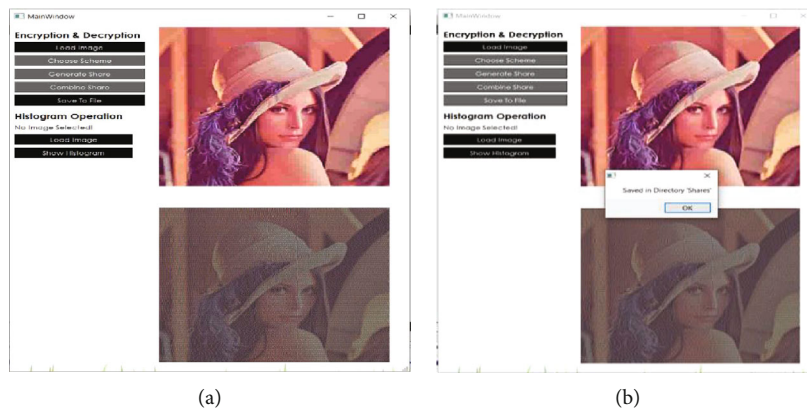 MainWindow
Encryption & Decryption
Load Image
Choose Scheme
Generate Share
Combine Share
Save To File
Histogram Operation
No Image Selected!
Load Image
Show Histogram
(a)
MainWindow
Encryption & Decryption
Load Image
Choose Scheme
Generate Share
Combine Share
Save To File
Histogram Operation
No Image Selected!
Load Image
Show Histogram
Saved in Directory 'Shares'
OK
(b)